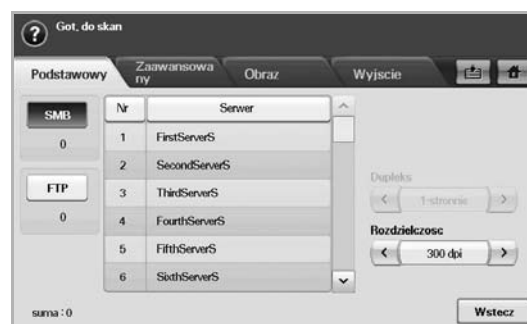 Got. do skan
Podstawowy
Zaawansowa
ny
Obraz
Wyjscie
SMB
0
FTP
0
Nr Serwer
1 FirstServerS
2 SecondServerS
3 ThirdServerS
4 FourthServerS
5 FifthServerS
6 SixthServerS
Dupleks
1-stronnie
Rozdzielczosc
300 dpi
suma : 0
Wstecz